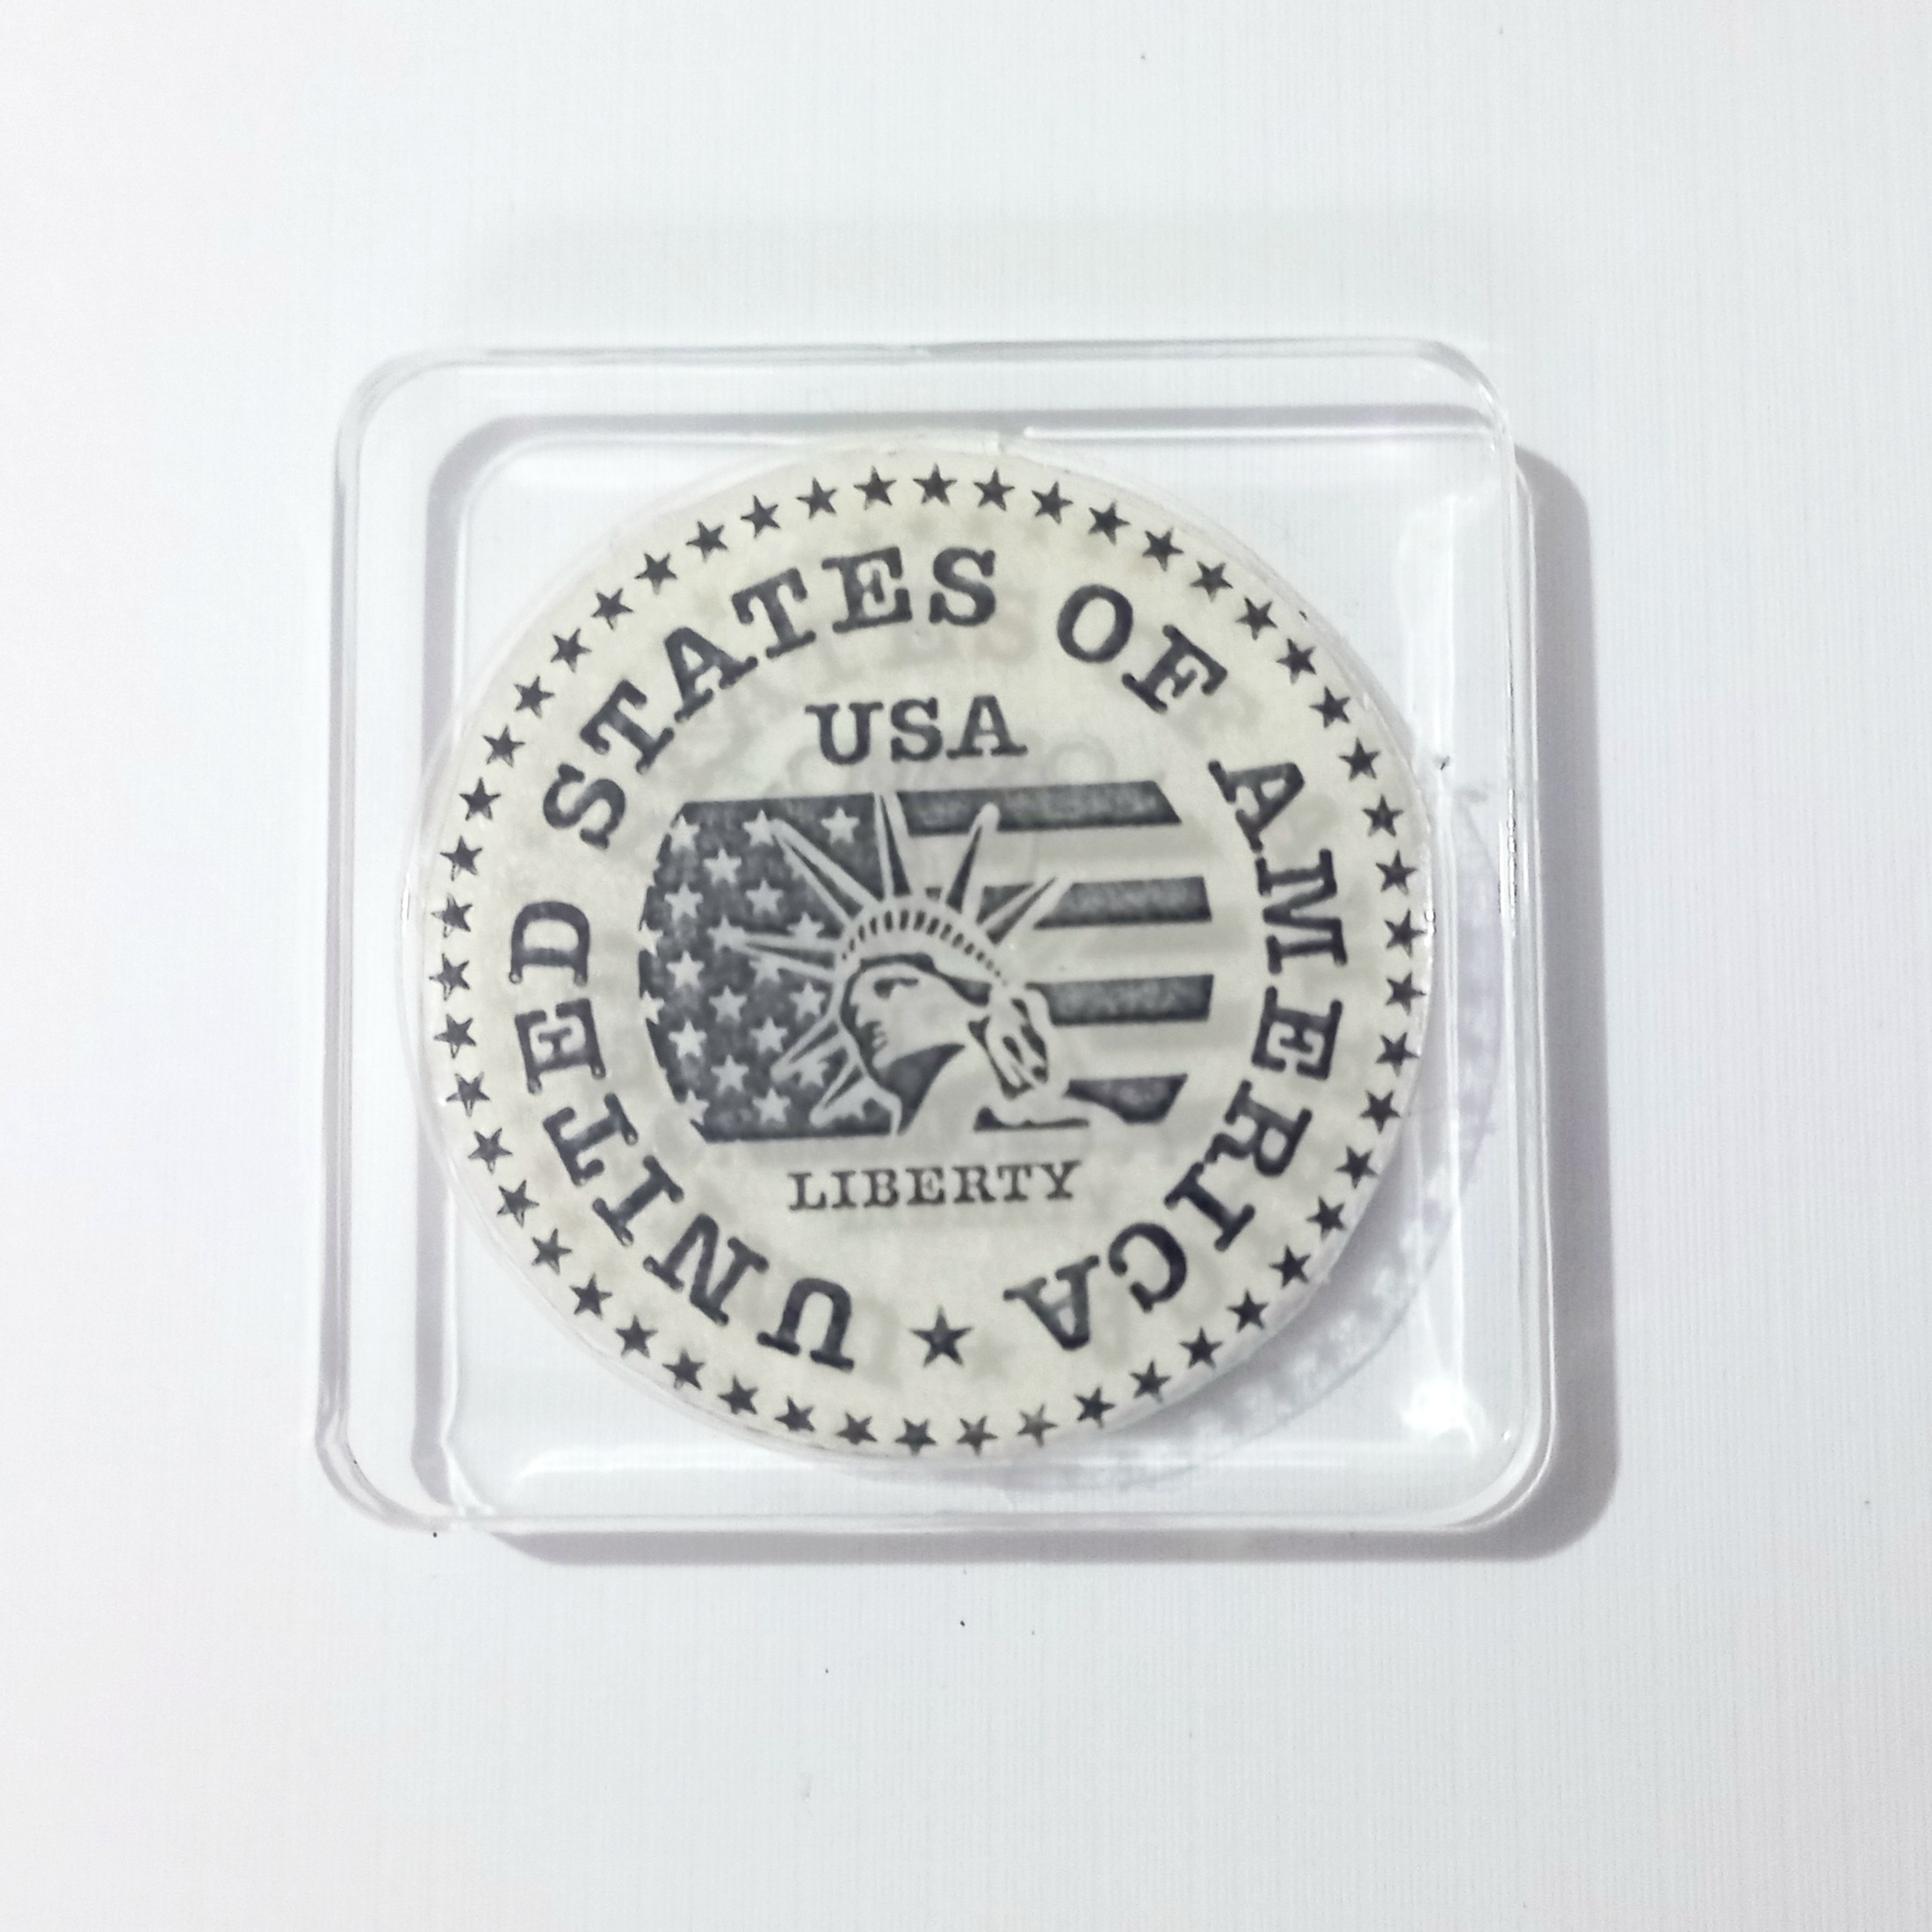 UNITED STATES OF AMERICA
USA
LIBERTY